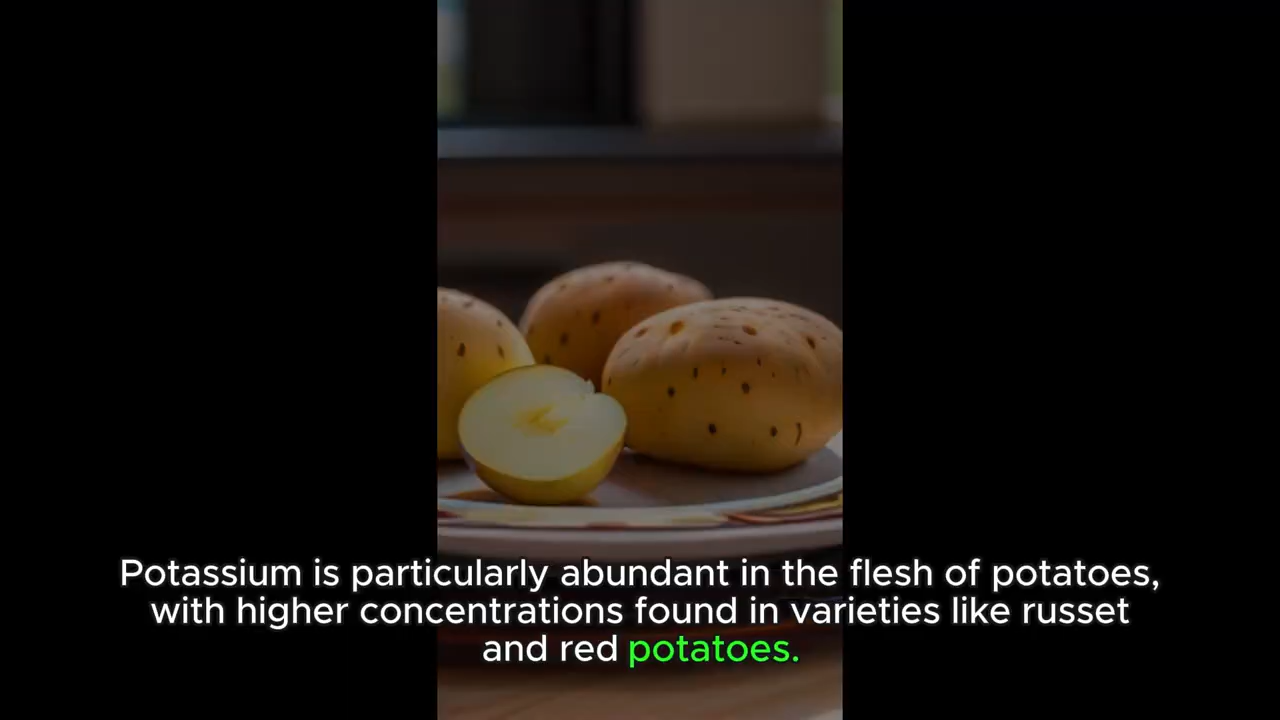 Potassium is particularly abundant in the flesh of potatoes,
with higher concentrations found in varieties like russet
and red potatoes.